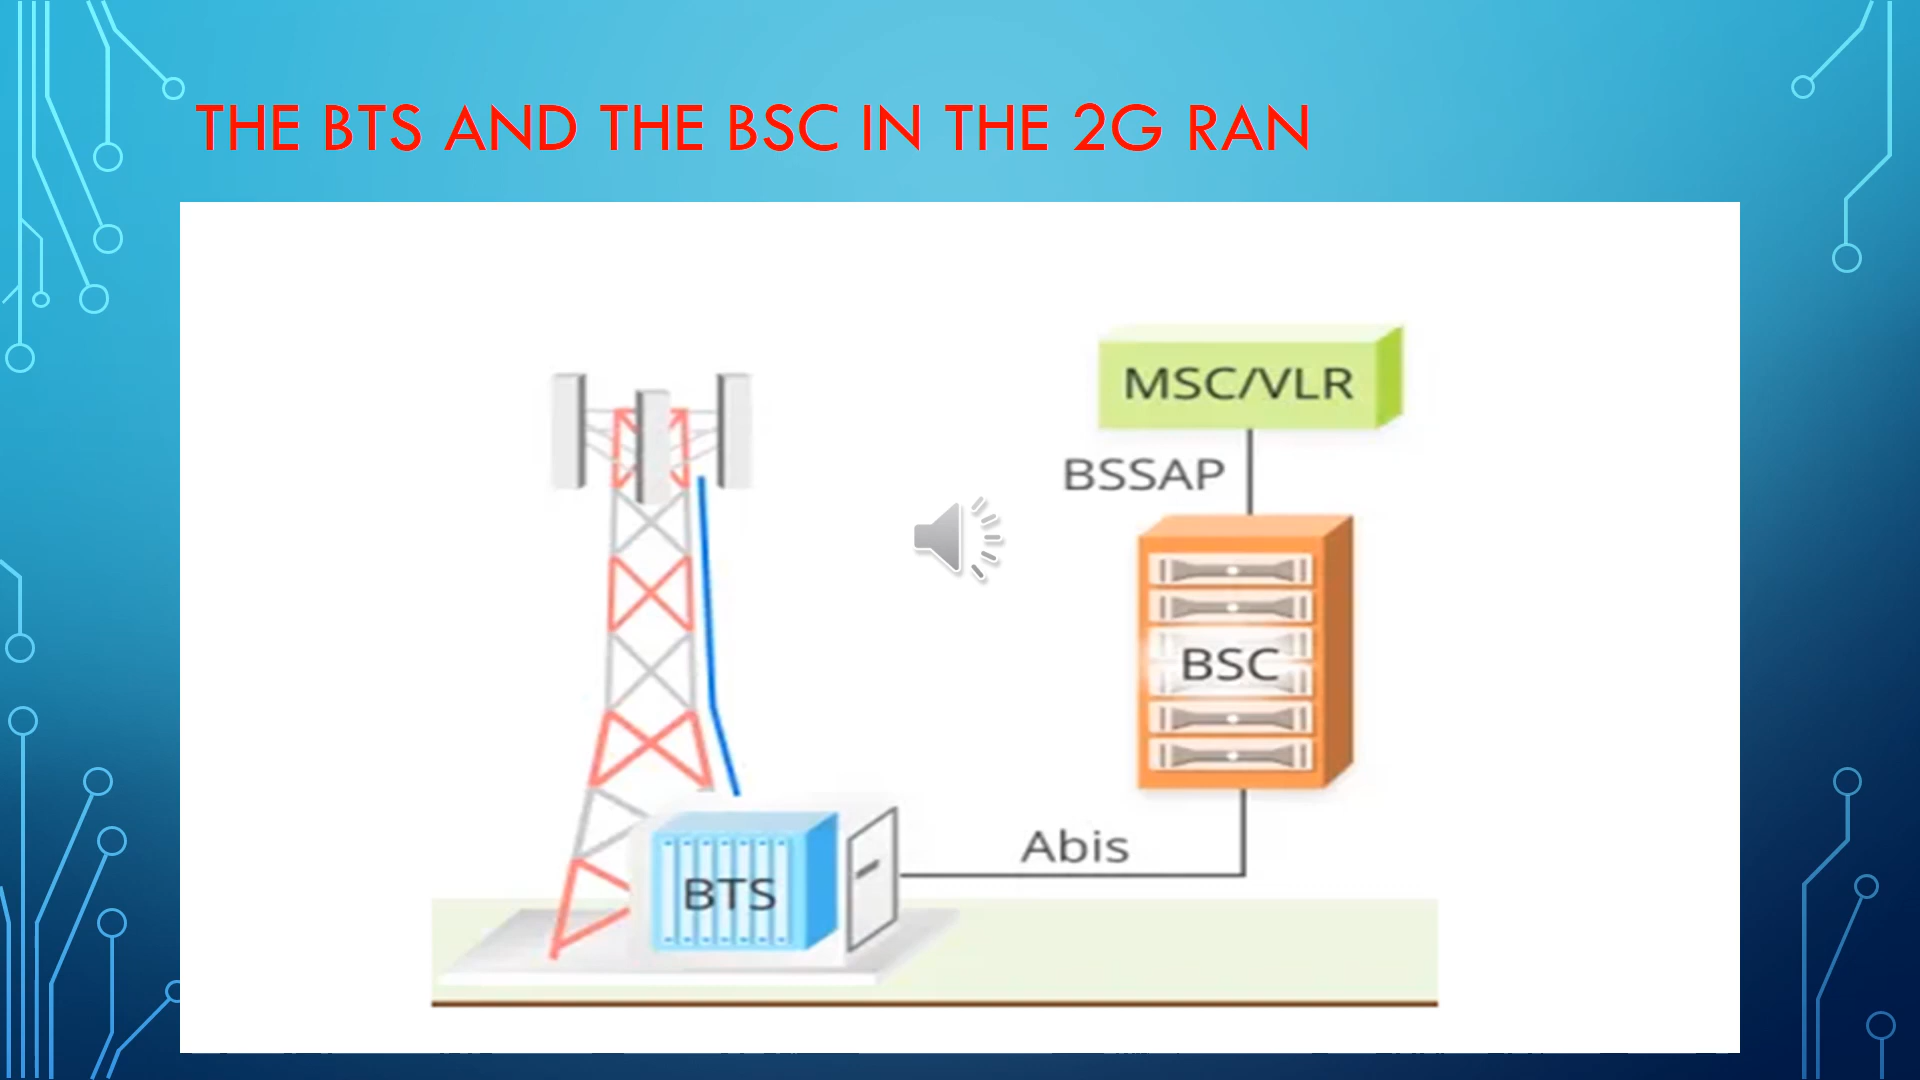 THE BTS AND THE BSC IN THE 2G RAN
MSC/VLR
BSSAP
BSC
Abis
BTS